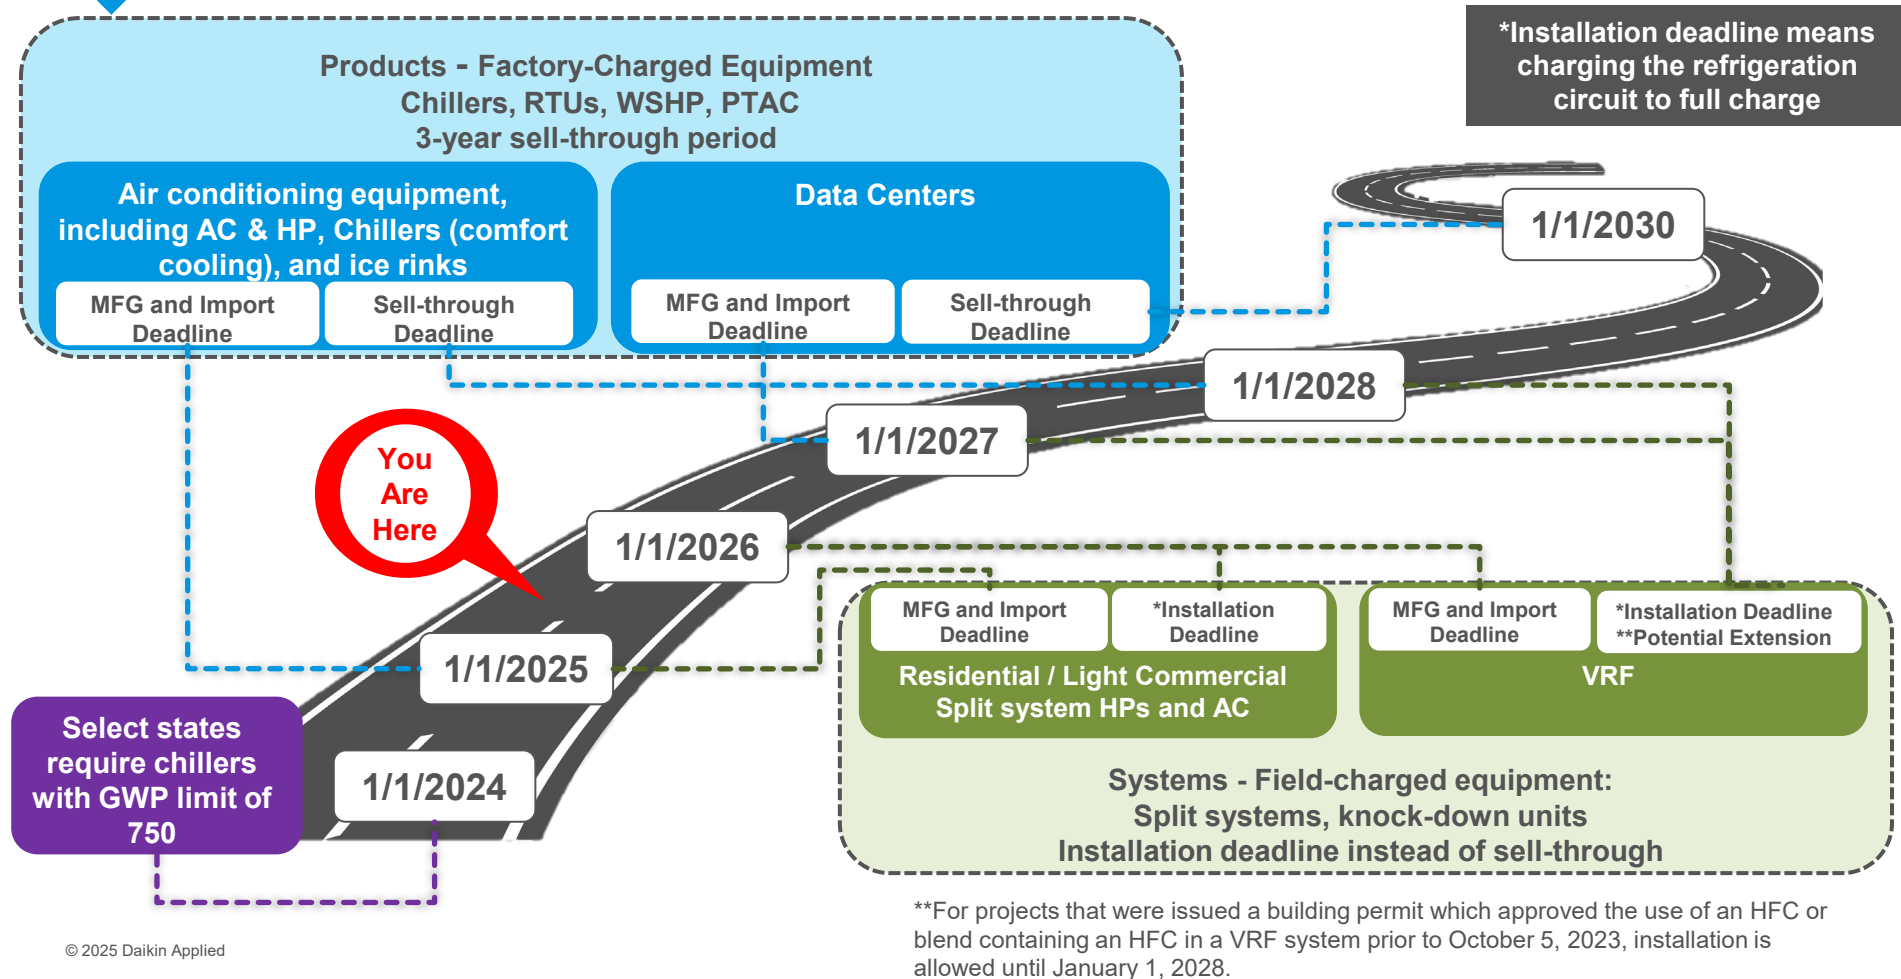 *Installation deadline means
charging the refrigeration
circuit to full charge
Products - Factory-Charged Equipment
Chillers, RTUs, WSHP, PTAC
3-year sell-through period
Air conditioning equipment,
including AC & HP, Chillers (comfort
cooling), and ice rinks
MFG and Import
Deadline
Sell-through
Deadline
Data Centers
MFG and Import
Deadline
Sell-through
Deadline
1/1/2030
1/1/2028
1/1/2027
You
Are
Here
1/1/2026
1/1/2025
1/1/2024
Select states
require chillers
with GWP limit of
750
MFG and Import
Deadline
*Installation
Deadline
Residential / Light Commercial
Split system HPs and AC
MFG and Import
Deadline
*Installation Deadline
**Potential Extension
VRF
Systems - Field-charged equipment:
Split systems, knock-down units
Installation deadline instead of sell-through
**For projects that were issued a building permit which approved the use of an HFC or
blend containing an HFC in a VRF system prior to October 5, 2023, installation is
allowed until January 1, 2028.
© 2025 Daikin Applied